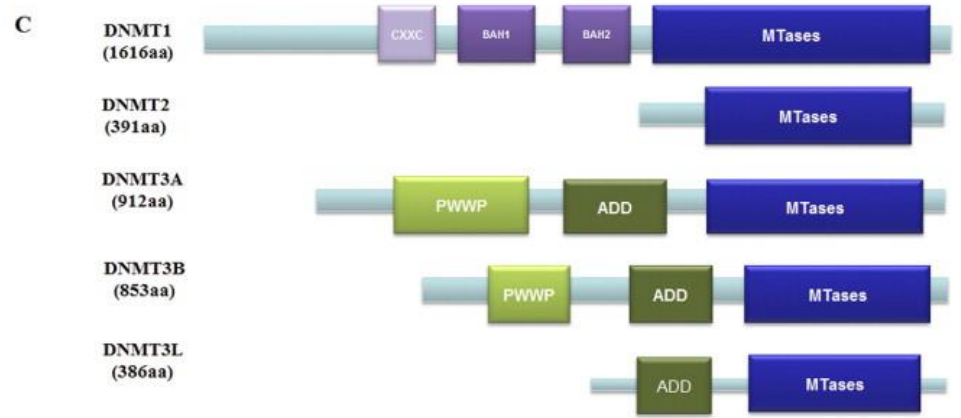 C
DNMT1
(1616aa)
CXXC BAH1 BAH2 MTases
DNMT2
(391aa)
MTases
DNMT3A
(912aa)
PWWP ADD MTases
DNMT3B
(853aa)
PWWP ADD MTases
DNMT3L
(386aa)
ADD MTases